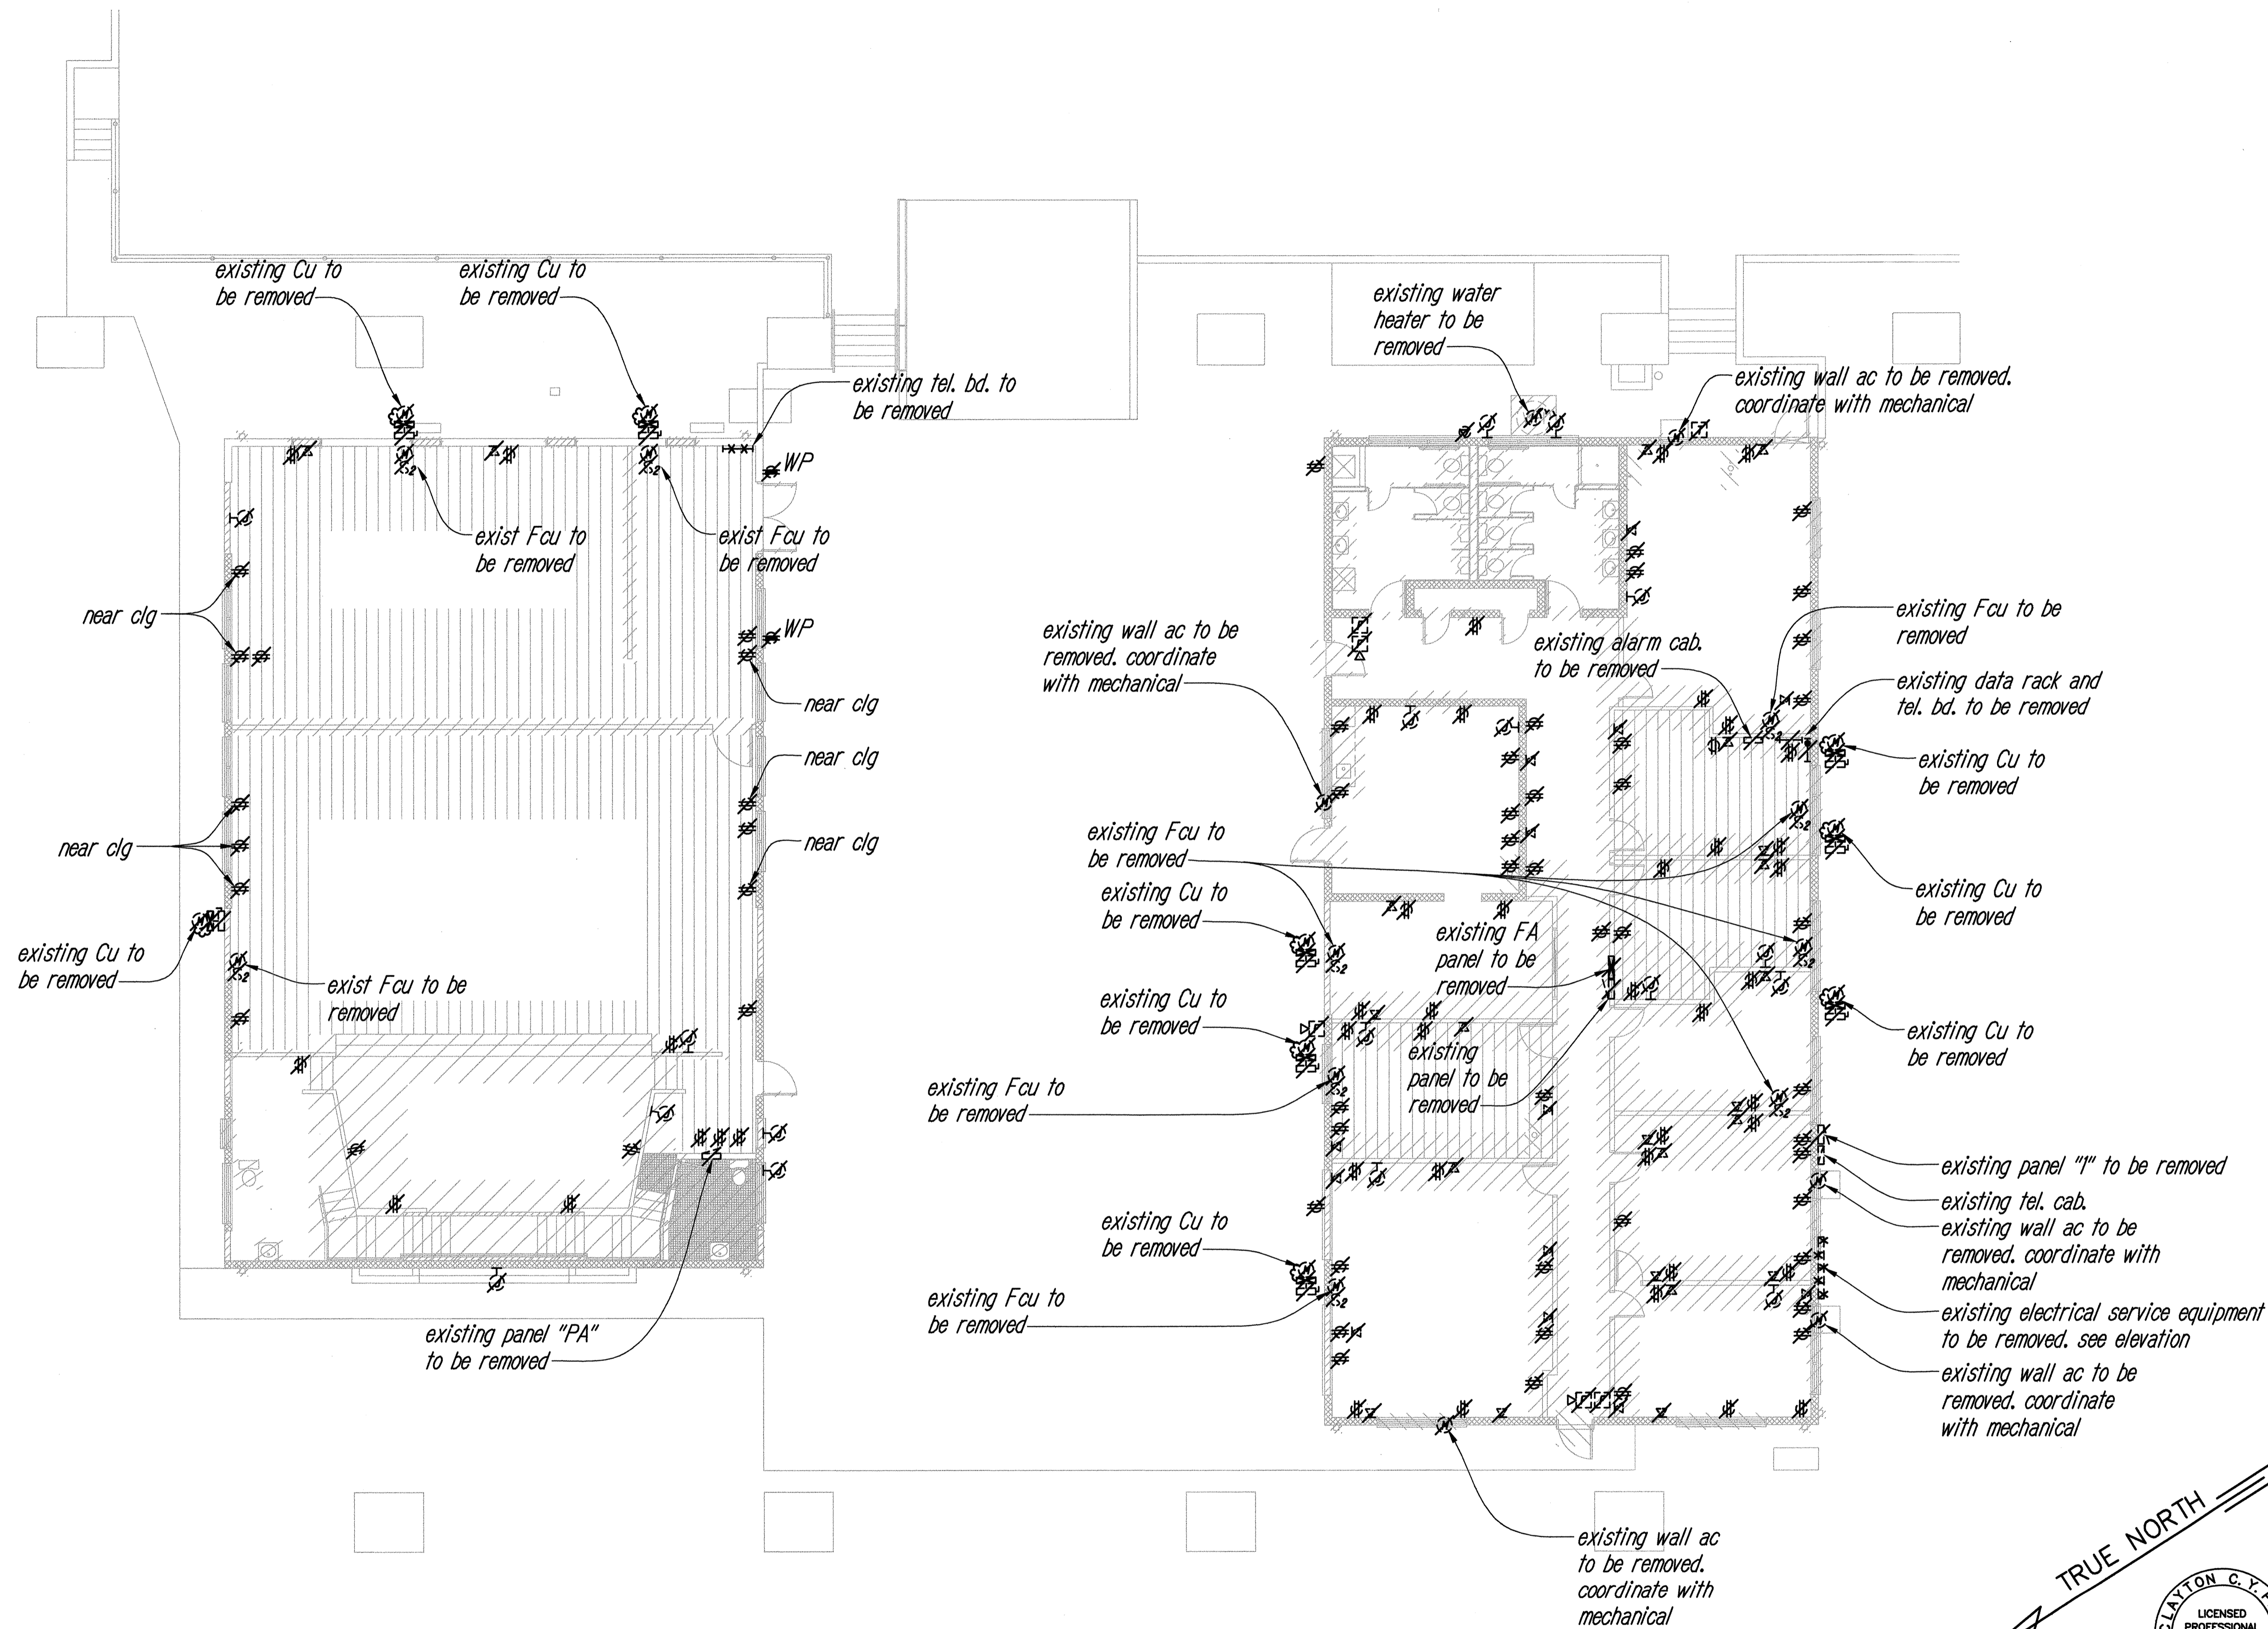 existing Cu to
be removed
existing Cu to
be removed
existing tel. bd. to
be removed
WP
exist Fcu to
be removed
exist Fcu to
be removed
near clg
WP
near clg
near clg
near clg
near clg
existing Cu to
be removed
exist Fcu to be
removed
existing panel "PA"
to be removed
existing water
heater to be
removed
existing wall ac to be removed.
coordinate with mechanical
existing wall ac to be
removed. coordinate
with mechanical
existing alarm cab.
to be removed
existing Fcu to be
removed
existing data rack and
tel. bd. to be removed
existing Cu to
be removed
existing Fcu to
be removed
existing Cu to
be removed
existing Cu to
be removed
existing FA
panel to be
removed
existing Cu to
be removed
existing Cu to
be removed
existing
panel to be
removed
existing Fcu to
be removed
existing panel "1" to be removed
existing tel. cab.
existing wall ac to be
removed. coordinate with
mechanical
existing Cu to
be removed
existing Fcu to
be removed
existing electrical service equipment
to be removed. see elevation
existing wall ac to be
removed. coordinate
with mechanical
existing wall ac
to be removed.
coordinate with
mechanical
TRUE NORTH
CLAYTON C. Y.
LICENSED
PROFESSIONAL